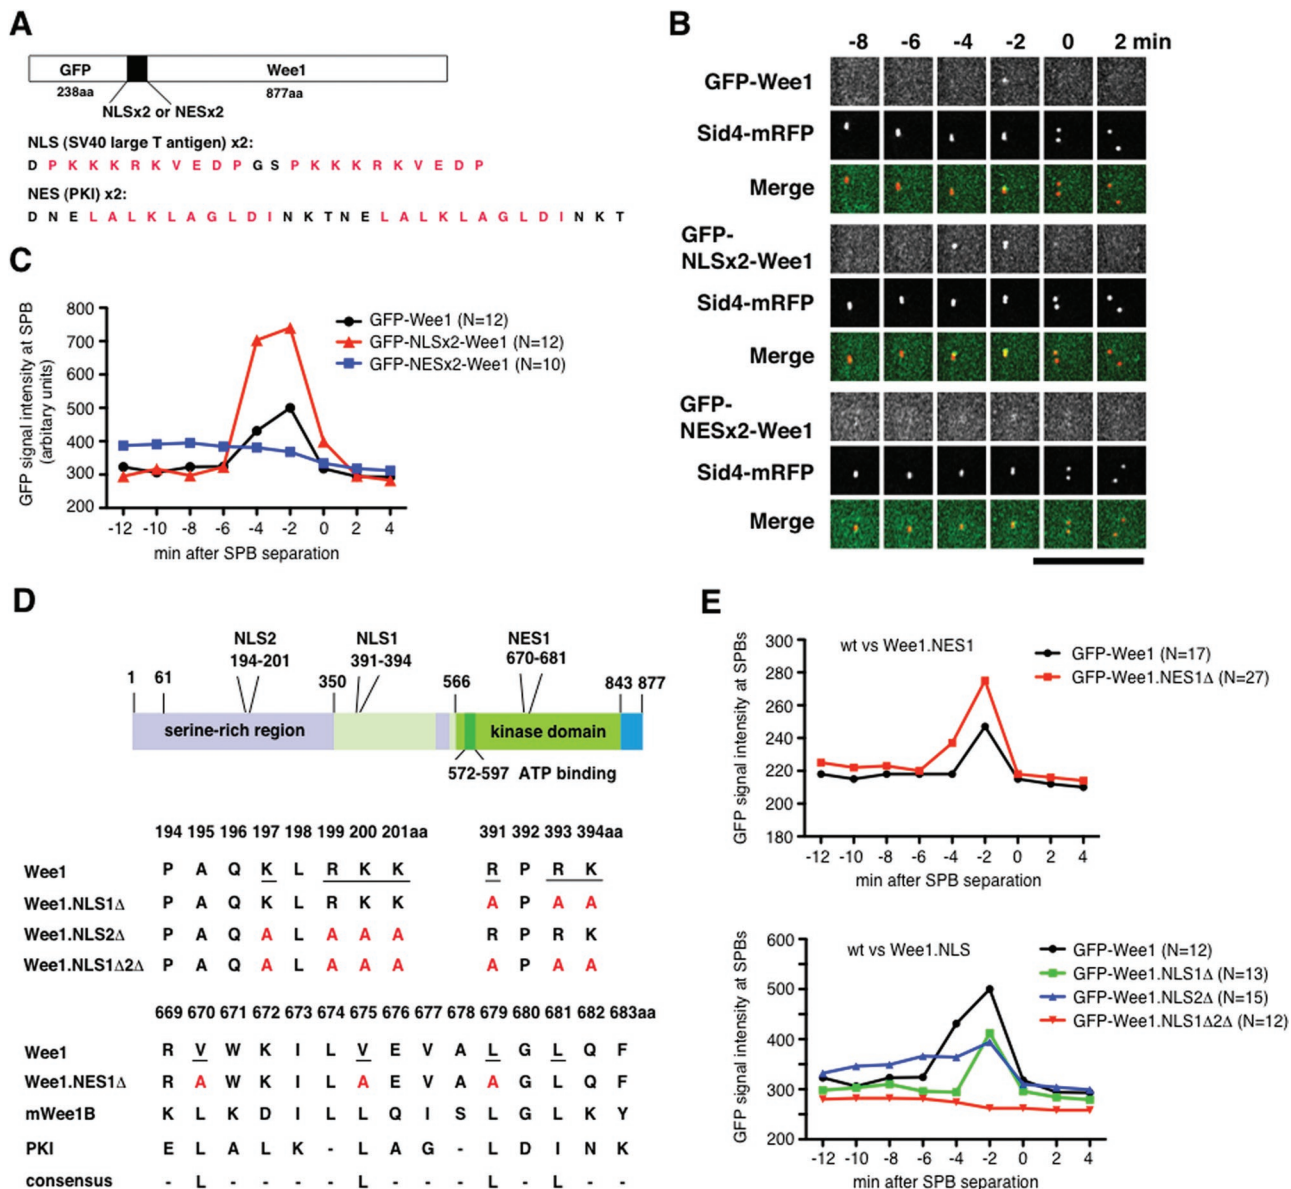 A
GFP
Wee1
238aa
877aa
NLSx2 or NESx2
NLS (SV40 large T antigen) x2:
D P K K K R K V E D P G S P K K K R K V E D P
NES (PKI) x2:
D N E L A L K L A G L D I N K T N E L A L K L A G L D I N K T
B
-8 -6 -4 -2 0 2 min
GFP-Wee1
Sid4-mRFP
Merge
GFP-
NLSx2-Wee1
Sid4-mRFP
Merge
GFP-
NESx2-Wee1
Sid4-mRFP
Merge
C
GFP signal intensity at SPB
(arbitary units)
800
700
600
500
400
300
200
GFP-Wee1 (N=12)
GFP-NLSx2-Wee1 (N=12)
GFP-NESx2-Wee1 (N=10)
-12 -10 -8 -6 -4 -2 0 2 4
min after SPB separation
D
NLS2
194-201
NLS1
391-394
NES1
670-681
1 61 350 566 843 877
serine-rich region
kinase domain
572-597 ATP binding
194 195 196 197 198 199 200 201aa 391 392 393 394aa
Wee1 P A Q K L R K K R P R K
Wee1.NLS1Δ P A Q K L R K K A P A A
Wee1.NLS2Δ P A Q A L A A A R P R K
Wee1.NLS1Δ2Δ P A Q A L A A A A P A A
669 670 671 672 673 674 675 676 677 678 679 680 681 682 683aa
Wee1 R V W K I L V E V A L G L Q F
Wee1.NES1Δ R A W K I L A E V A A G L Q F
mWee1B K L K D I L L Q I S L G L K Y
PKI E L A L K - L A G - L D I N K
consensus - L - - - - L - - - L - L - -
E
GFP signal intensity at SPBs
300
280
260
240
220
200
180
wt vs Wee1.NES1
GFP-Wee1 (N=17)
GFP-Wee1.NES1Δ (N=27)
-12 -10 -8 -6 -4 -2 0 2 4
min after SPB separation
GFP signal intensity at SPBs
600
500
400
300
200
wt vs Wee1.NLS
GFP-Wee1 (N=12)
GFP-Wee1.NLS1Δ (N=13)
GFP-Wee1.NLS2Δ (N=15)
GFP-Wee1.NLS1Δ2Δ (N=12)
-12 -10 -8 -6 -4 -2 0 2 4
min after SPB separation